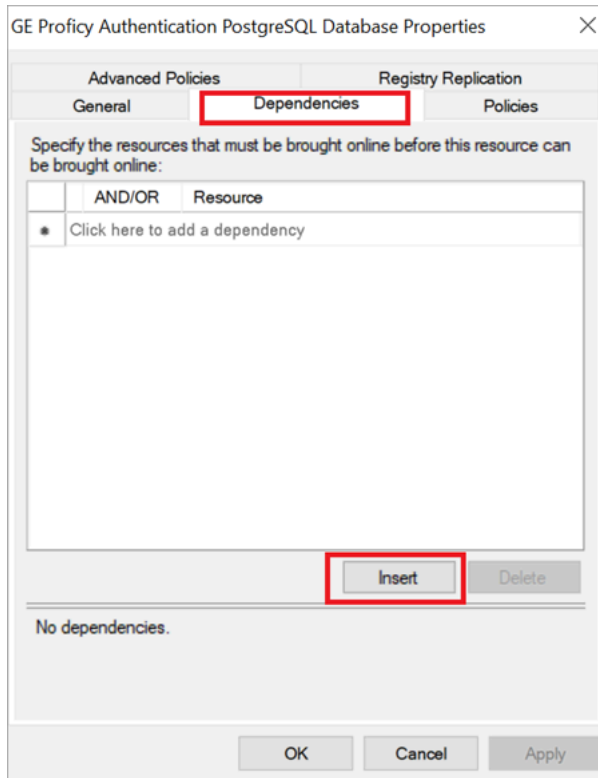 GE Proficy Authentication PostgreSQL Database Properties
Advanced Policies Registry Replication
General Dependencies Policies
Specify the resources that must be brought online before this resource can
be brought online:
AND/OR Resource
Click here to add a dependency
Insert Delete
No dependencies.
OK Cancel Apply